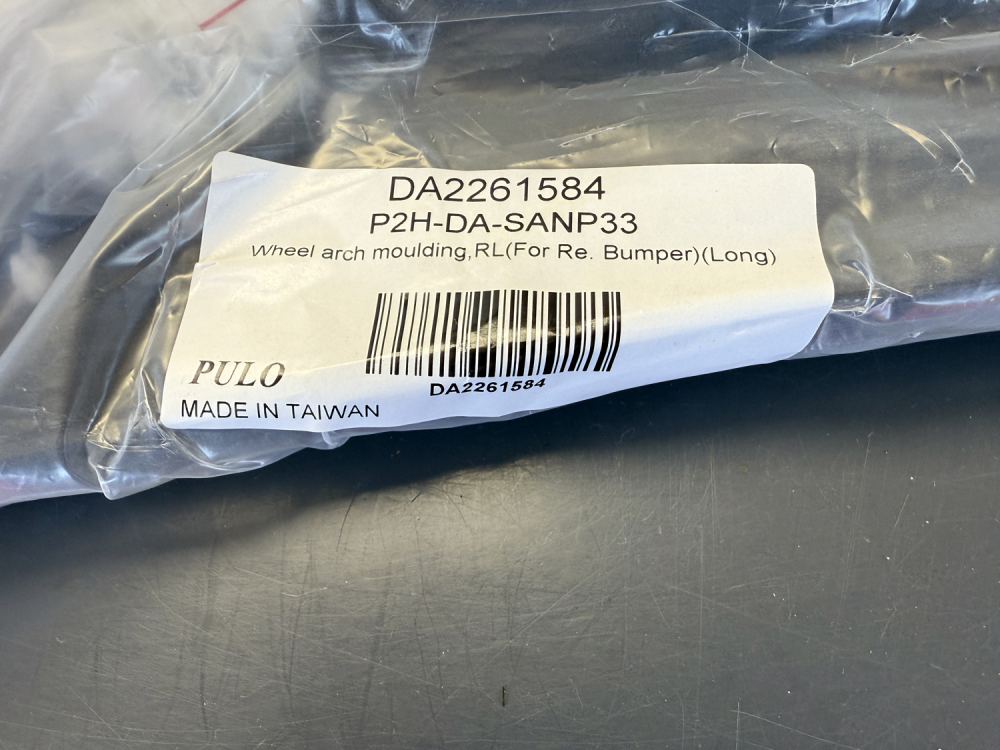 DA2261584
P2H-DA-SANP33
Wheel arch moulding,RL(For Re. Bumper)(Long)
DA2261584
PULO
MADE IN TAIWAN